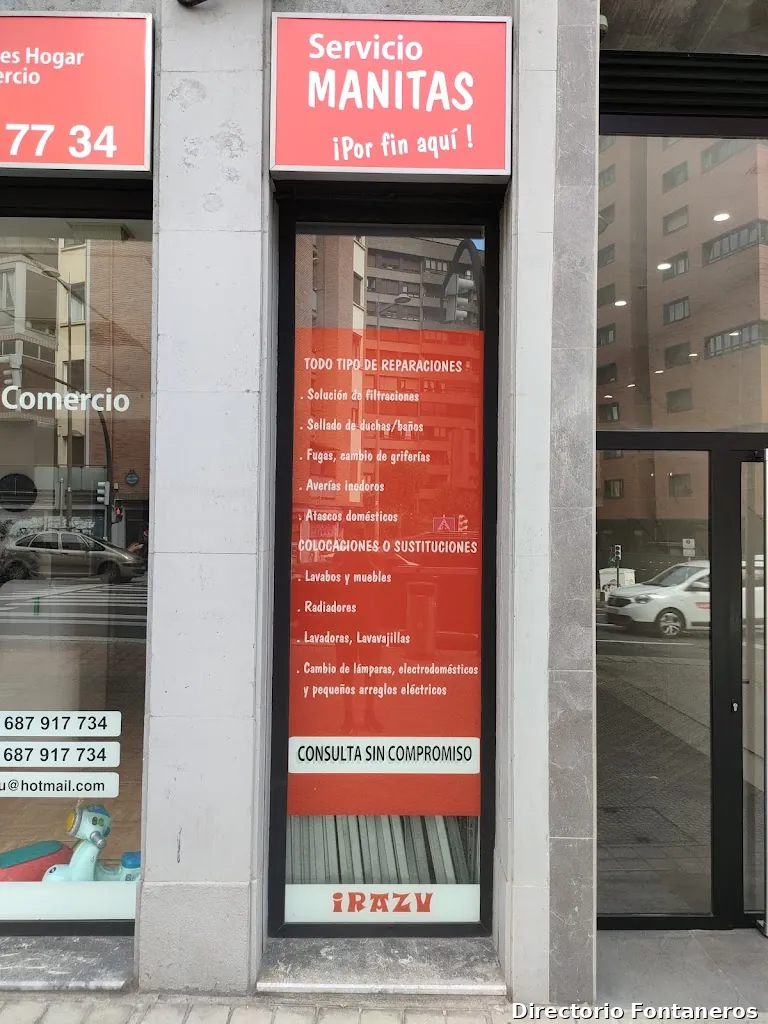 es Hogar
ercio
77 34
Servicio
MANITAS
¡Por fin aquí !
Comercio
687 917 734
687 917 734
u@hotmail.com
TODO TIPO DE REPARACIONES
. Solución de filtraciones
. Sellado de duchas/baños
. Fugas, cambio de griferías
. Averías inodoros
. Atascos domésticos
COLOCACIONES O SUSTITUCIONES
. Lavabos y muebles
. Radiadores
. Lavadoras, Lavavajillas
. Cambio de lámparas, electrodomésticos
y pequeños arreglos eléctricos
CONSULTA SIN COMPROMISO
iRAZU
Directorio Fontaneros